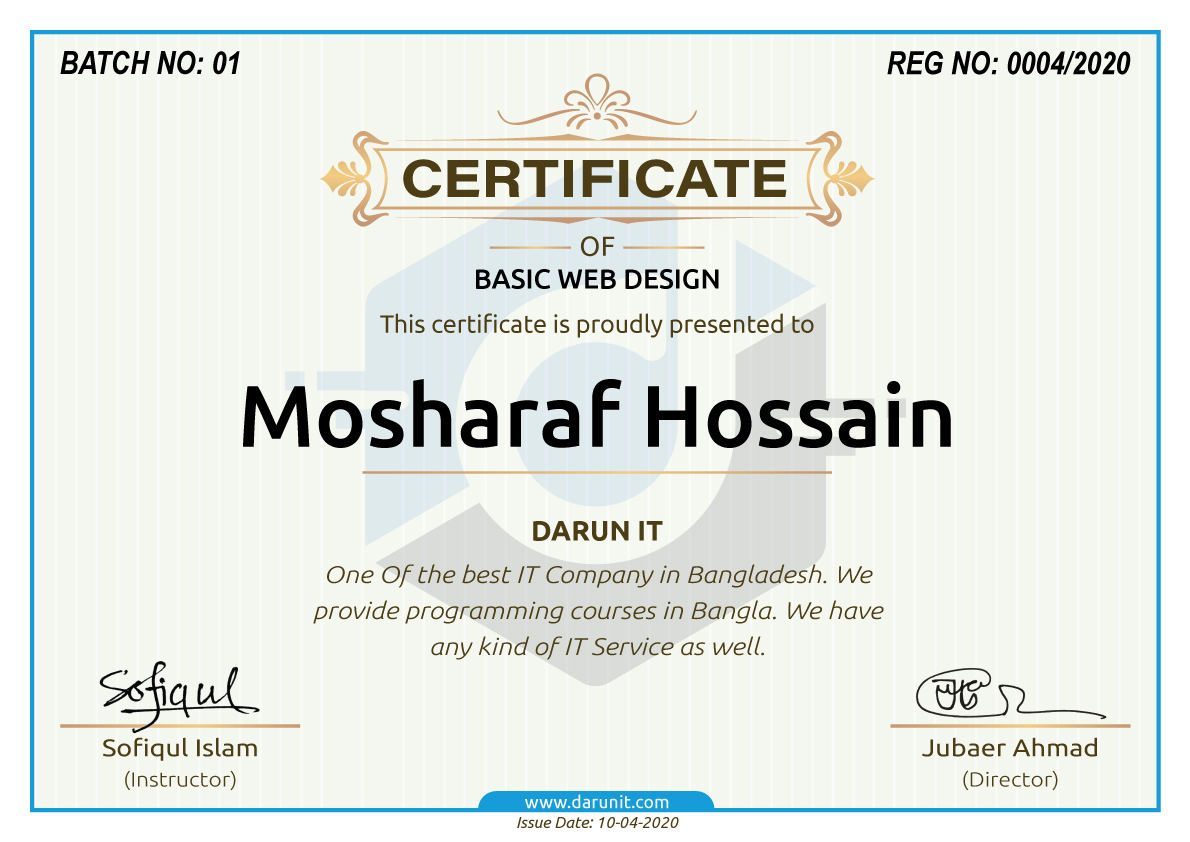 BATCH NO: 01
REG NO: 0004/2020
CERTIFICATE
OF
BASIC WEB DESIGN
This certificate is proudly presented to
Mosharaf Hossain
DARUN IT
One Of the best IT Company in Bangladesh. We
provide programming courses in Bangla. We have
any kind of IT Service as well.
Sofiqul
Sofiqul Islam
(Instructor)
Jubaer Ahmad
(Director)
www.darunit.com
Issue Date: 10-04-2020